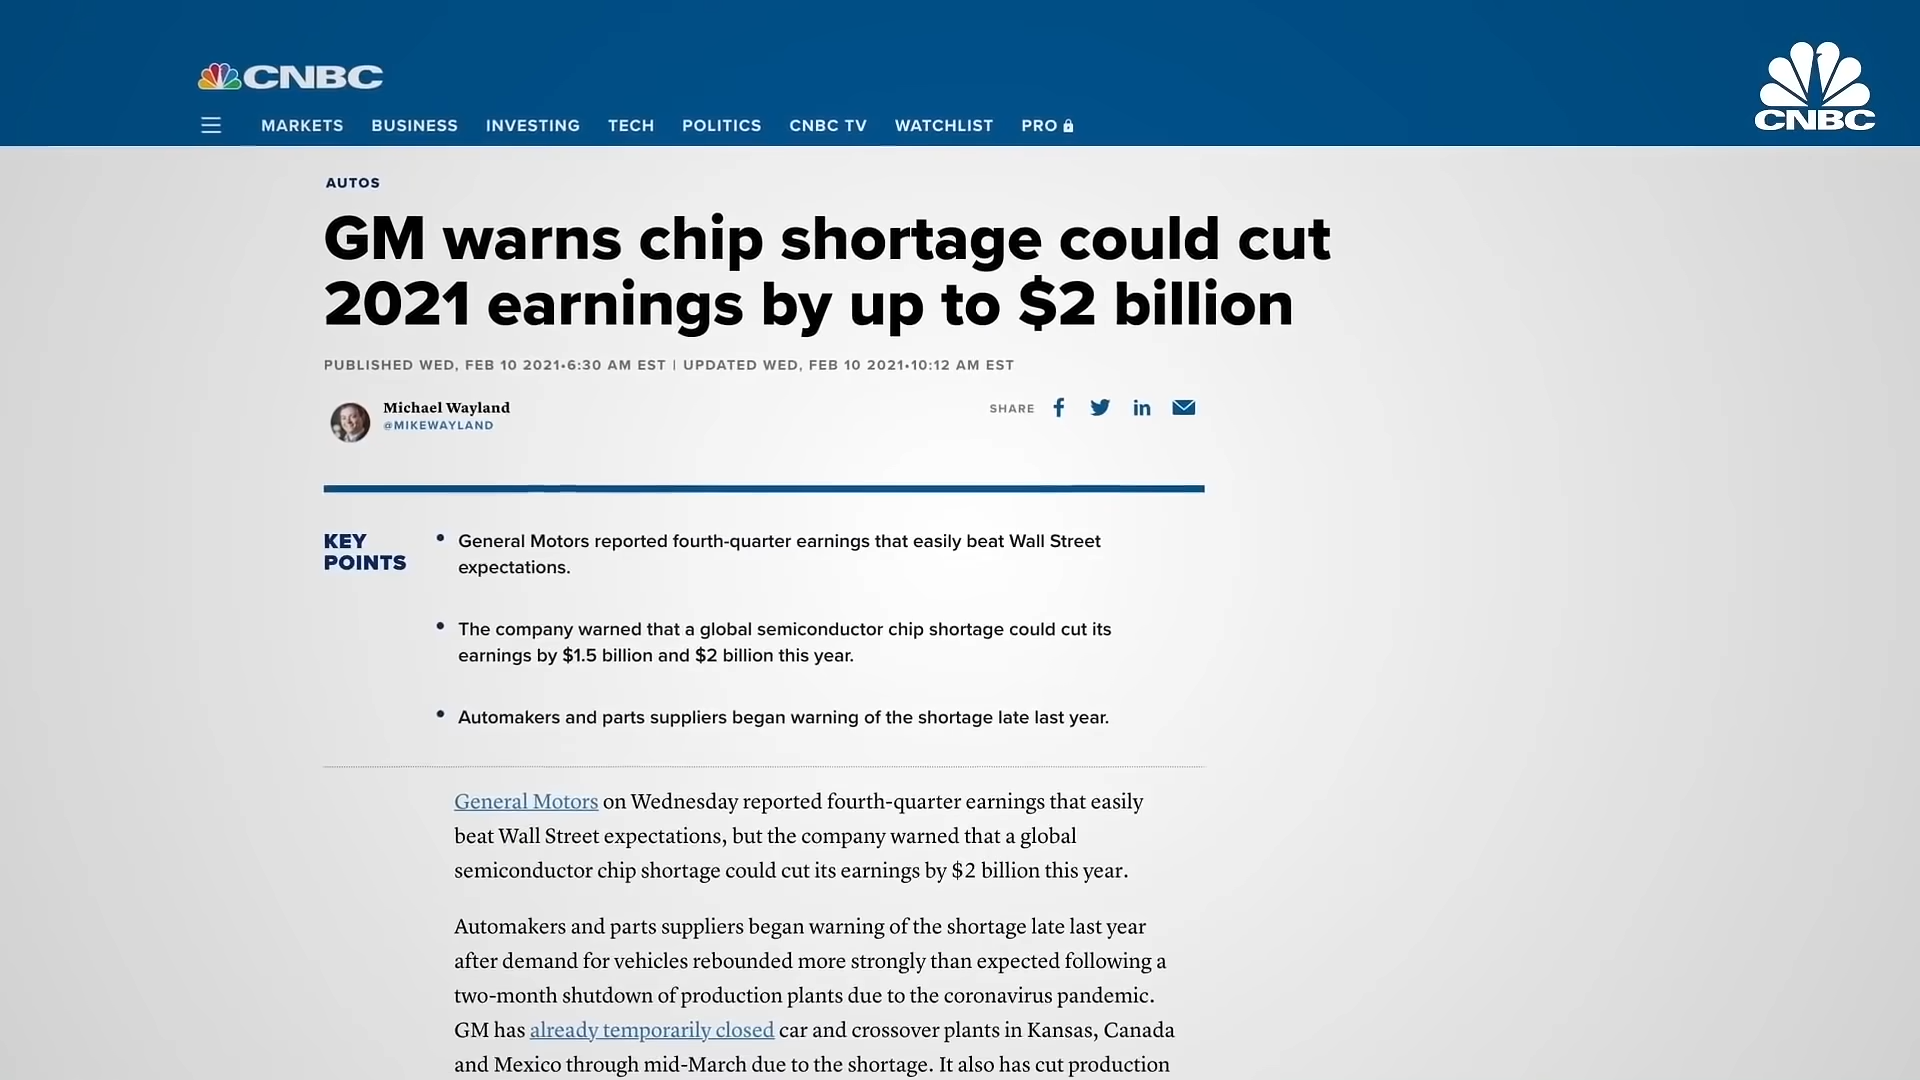 CNBC
CNBC
MARKETS BUSINESS INVESTING TECH POLITICS CNBC TV WATCHLIST PRO
AUTOS
GM warns chip shortage could cut
2021 earnings by up to $2 billion
PUBLISHED WED, FEB 10 2021•6:30 AM EST | UPDATED WED, FEB 10 2021•10:12 AM EST
Michael Wayland
@MIKEWAYLAND
SHARE
KEY
POINTS
• General Motors reported fourth-quarter earnings that easily beat Wall Street
expectations.
• The company warned that a global semiconductor chip shortage could cut its
earnings by $1.5 billion and $2 billion this year.
• Automakers and parts suppliers began warning of the shortage late last year.
General Motors on Wednesday reported fourth-quarter earnings that easily
beat Wall Street expectations, but the company warned that a global
semiconductor chip shortage could cut its earnings by $2 billion this year.
Automakers and parts suppliers began warning of the shortage late last year
after demand for vehicles rebounded more strongly than expected following a
two-month shutdown of production plants due to the coronavirus pandemic.
GM has already temporarily closed car and crossover plants in Kansas, Canada
and Mexico through mid-March due to the shortage. It also has cut production